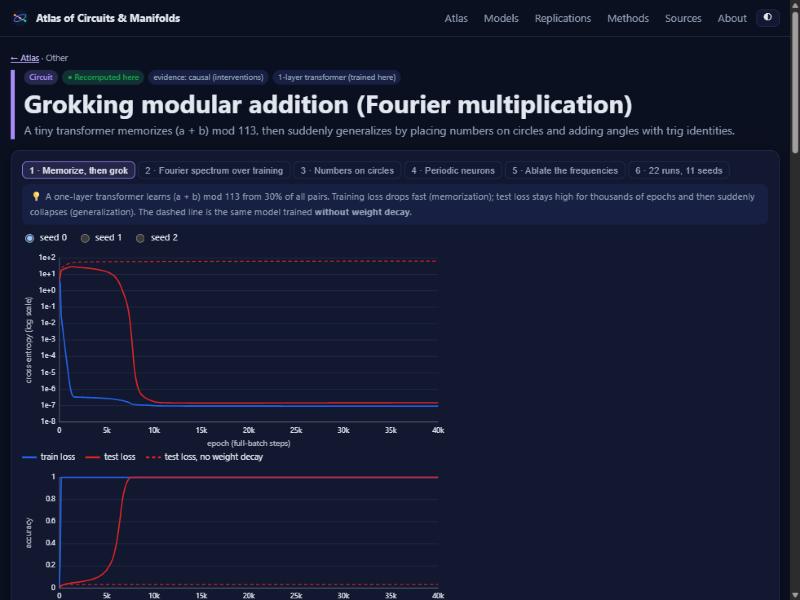 Atlas of Circuits & Manifolds
Atlas Models Replications Methods Sources About
← Atlas · Other
Circuit
Recomputed here
evidence: causal (interventions)
1-layer transformer (trained here)
Grokking modular addition (Fourier multiplication)
A tiny transformer memorizes (a + b) mod 113, then suddenly generalizes by placing numbers on circles and adding angles with trig identities.
1 · Memorize, then grok
2 · Fourier spectrum over training
3 · Numbers on circles
4 · Periodic neurons
5 · Ablate the frequencies
6 · 22 runs, 11 seeds
A one-layer transformer learns (a + b) mod 113 from 30% of all pairs. Training loss drops fast (memorization); test loss stays high for thousands of epochs and then suddenly
collapses (generalization). The dashed line is the same model trained without weight decay.
seed 0 seed 1 seed 2
cross-entropy (log scale)
1e+2
1e+1
1e+0
1e-1
1e-2
1e-3
1e-4
1e-5
1e-6
1e-7
1e-8
0 5k 10k 15k 20k 25k 30k 35k 40k
epoch (full-batch steps)
train loss test loss test loss, no weight decay
accuracy
1
0.8
0.6
0.4
0.2
0
0 5k 10k 15k 20k 25k 30k 35k 40k